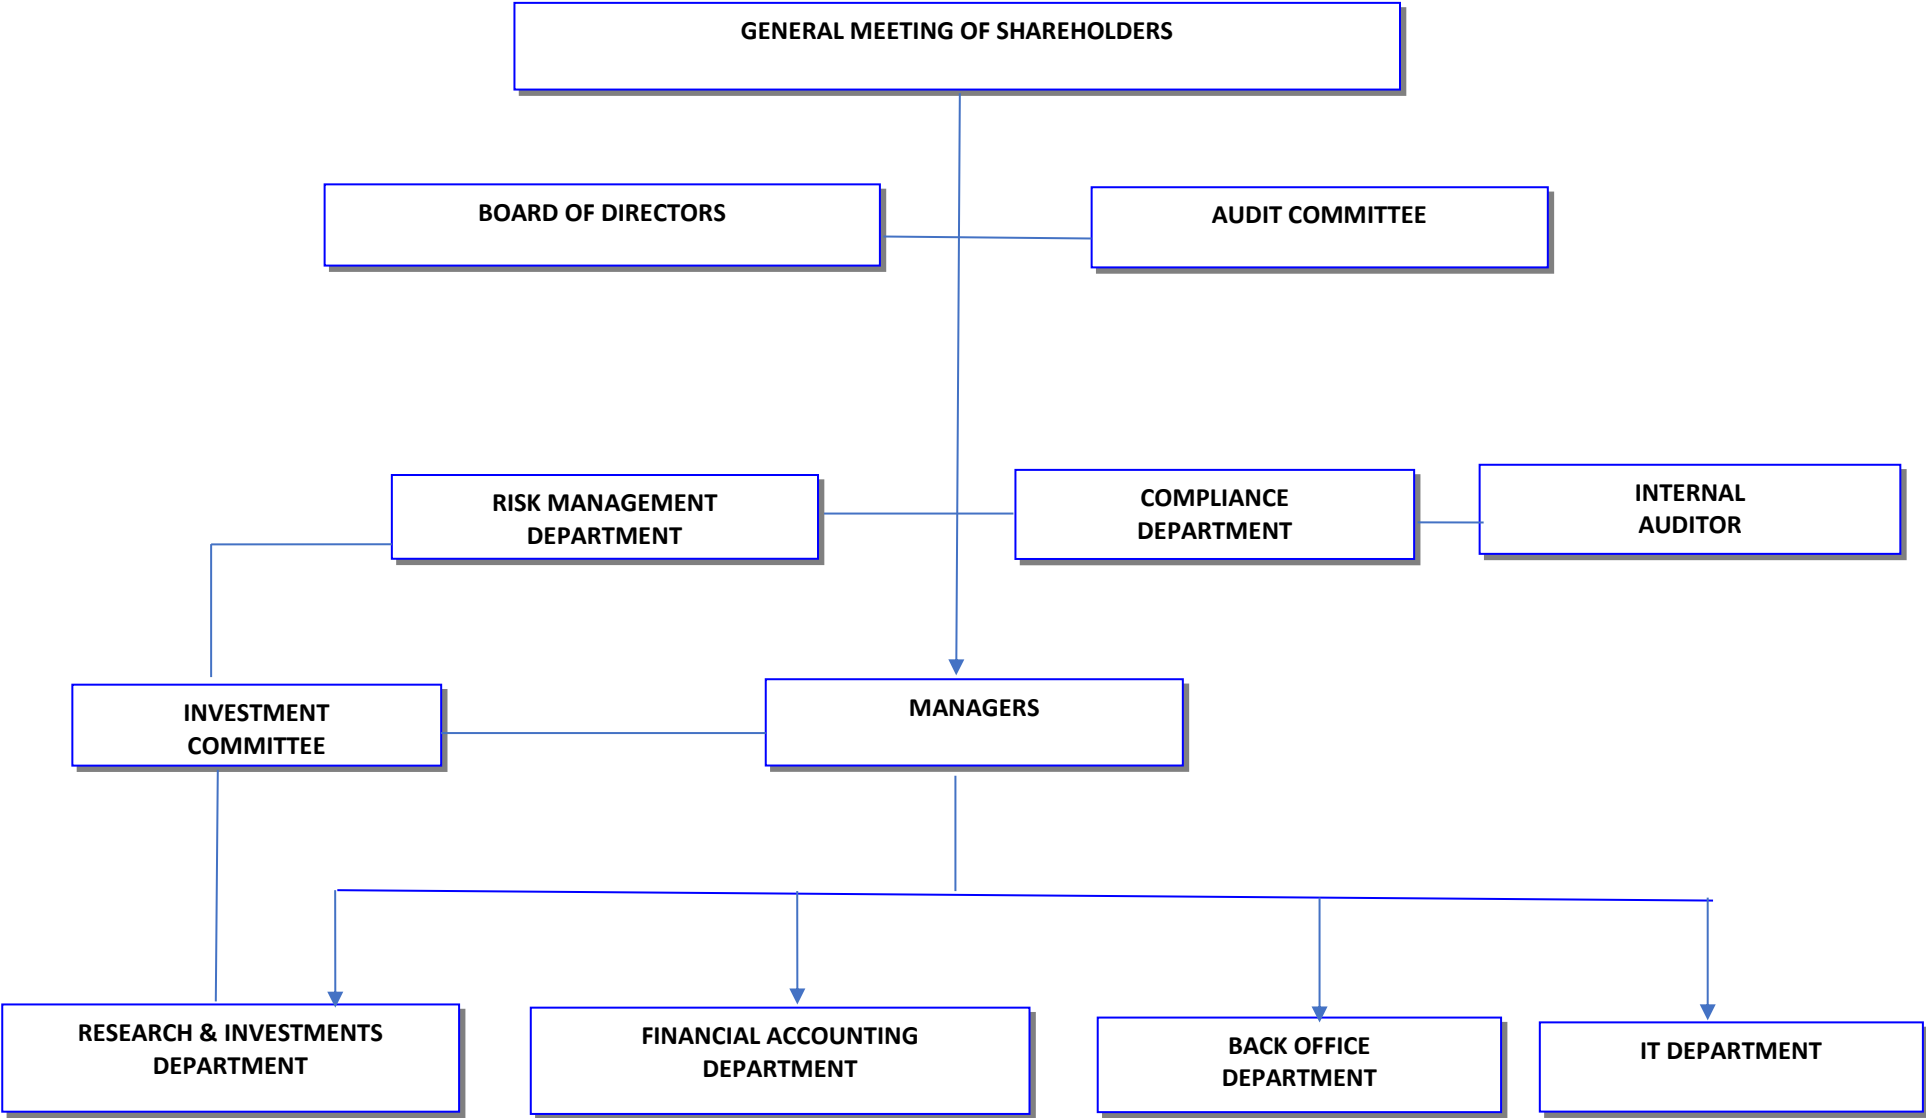 GENERAL MEETING OF SHAREHOLDERS
BOARD OF DIRECTORS
AUDIT COMMITTEE
RISK MANAGEMENT
DEPARTMENT
COMPLIANCE
DEPARTMENT
INTERNAL
AUDITOR
INVESTMENT
COMMITTEE
MANAGERS
RESEARCH & INVESTMENTS
DEPARTMENT
FINANCIAL ACCOUNTING
DEPARTMENT
BACK OFFICE
DEPARTMENT
IT DEPARTMENT